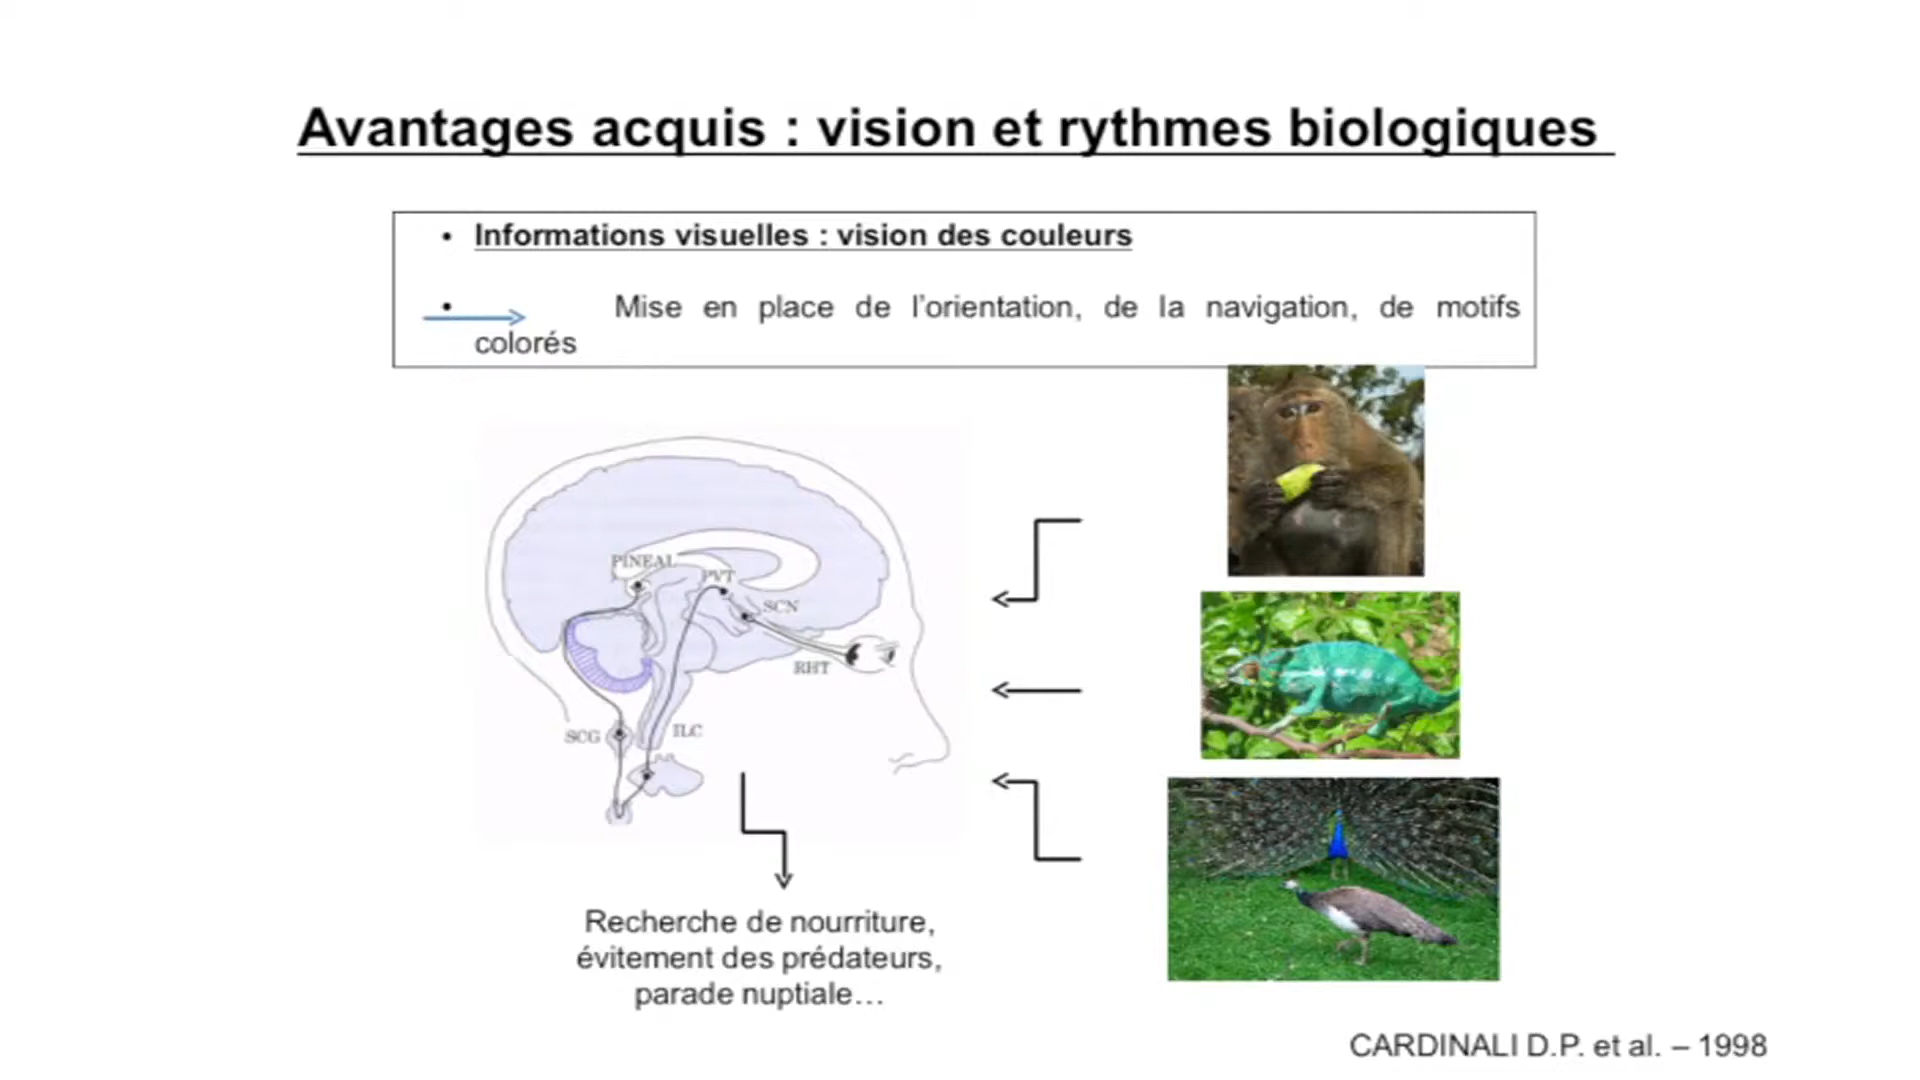 Avantages acquis : vision et rythmes biologiques
• Informations visuelles : vision des couleurs
• Mise en place de l'orientation, de la navigation, de motifs
colorés
PINEAL
PVT
SCN
RHT
SCG
ILC
Recherche de nourriture,
évitement des prédateurs,
parade nuptiale…
CARDINALI D.P. et al. – 1998